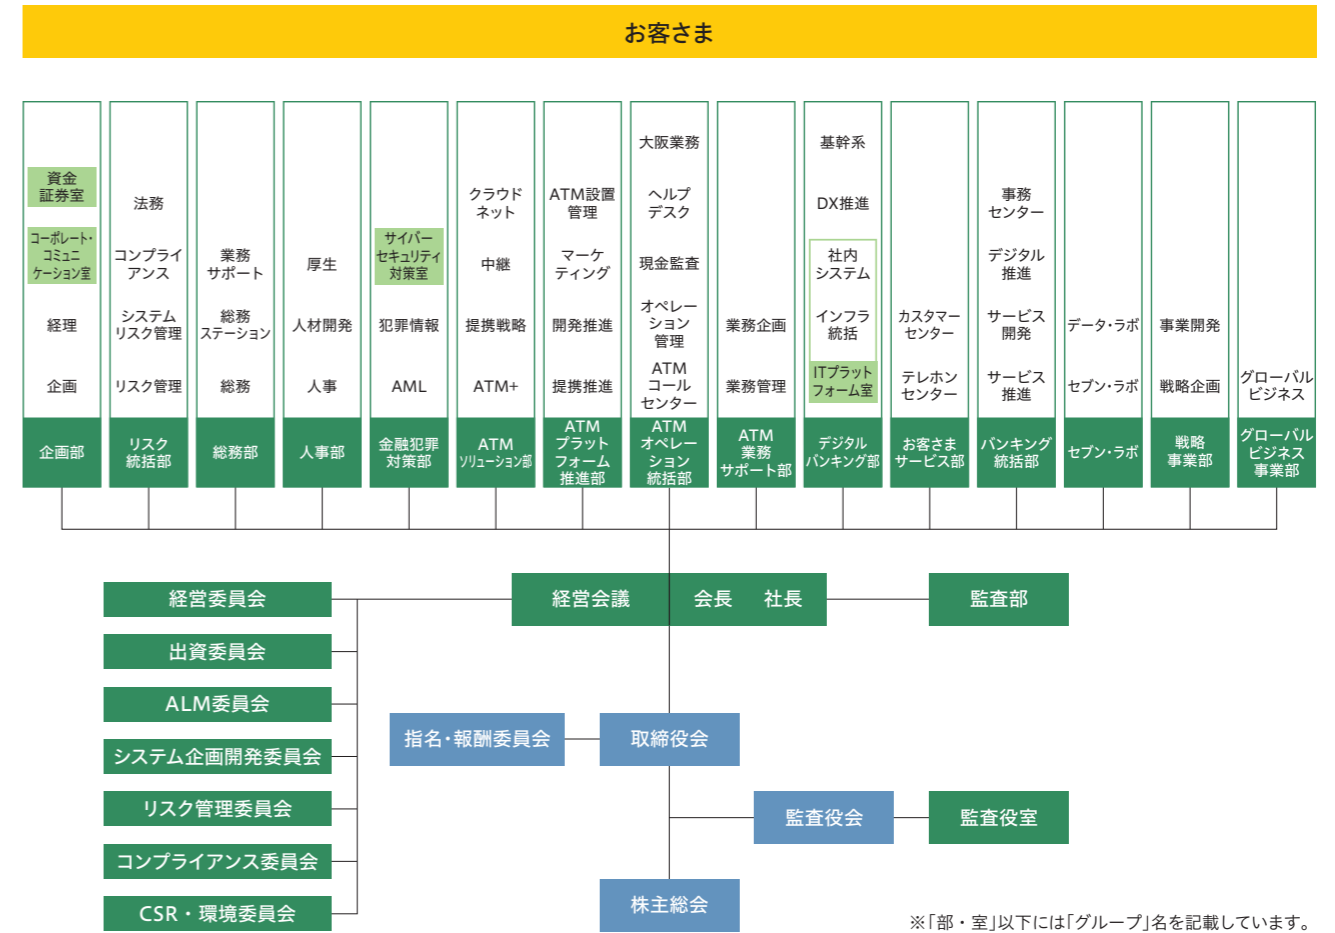 お客さま
資金
証券室
コーポレート・
コミュニ
ケーション室
経理
企画
企画部
法務
コンプライ
アンス
システム
リスク管理
リスク管理
リスク
統括部
業務
サポート
総務
ステーション
総務
総務部
厚生
人材開発
人事
人事部
サイバー
セキュリティ
対策室
犯罪情報
AML
金融犯罪
対策部
クラウド
ネット
中継
提携戦略
ATM+
ATM
ソリューション部
ATM設置
管理
マーケ
ティング
開発推進
提携推進
ATM
プラット
フォーム
推進部
大阪業務
ヘルプ
デスク
現金監査
オペレー
ション
管理
ATM
コール
センター
ATM
オペレー
ション
統括部
業務企画
業務管理
ATM
業務
サポート部
基幹系
DX推進
社内
システム
インフラ
統括
ITプラット
フォーム室
デジタル
バンキング部
カスタマー
センター
テレホン
センター
お客さま
サービス部
事務
センター
デジタル
推進
サービス
開発
サービス
推進
バンキング
統括部
データ・ラボ
セブン・ラボ
セブン・ラボ
事業開発
戦略企画
戦略
事業部
グローバル
ビジネス
グローバル
ビジネス
事業部
経営委員会
出資委員会
ALM委員会
システム企画開発委員会
リスク管理委員会
コンプライアンス委員会
CSR・環境委員会
経営会議
会長 社長
監査部
指名・報酬委員会
取締役会
監査役会
監査役室
株主総会
※「部・室」以下には「グループ」名を記載しています。